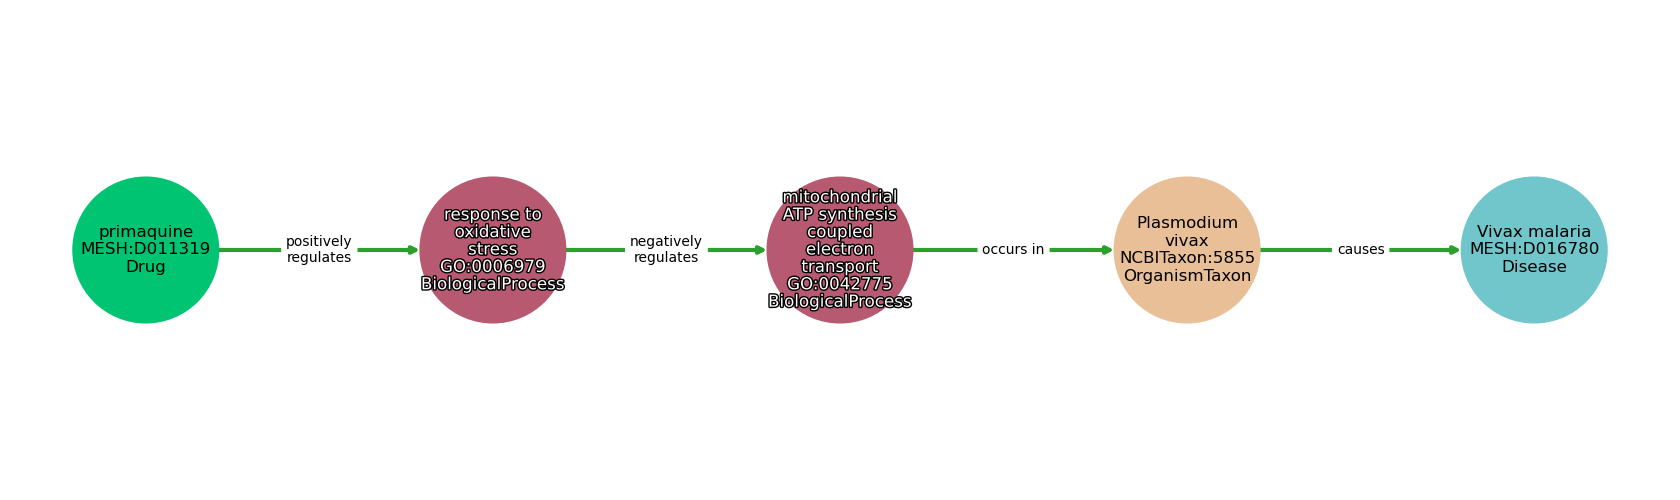 primaquine
MESH:D011319
Drug
positively
regulates
response to
oxidative
stress
GO:0006979
BiologicalProcess
negatively
regulates
mitochondrial
ATP synthesis
coupled
electron
transport
GO:0042775
BiologicalProcess
occurs in
Plasmodium
vivax
NCBITaxon:5855
OrganismTaxon
causes
Vivax malaria
MESH:D016780
Disease